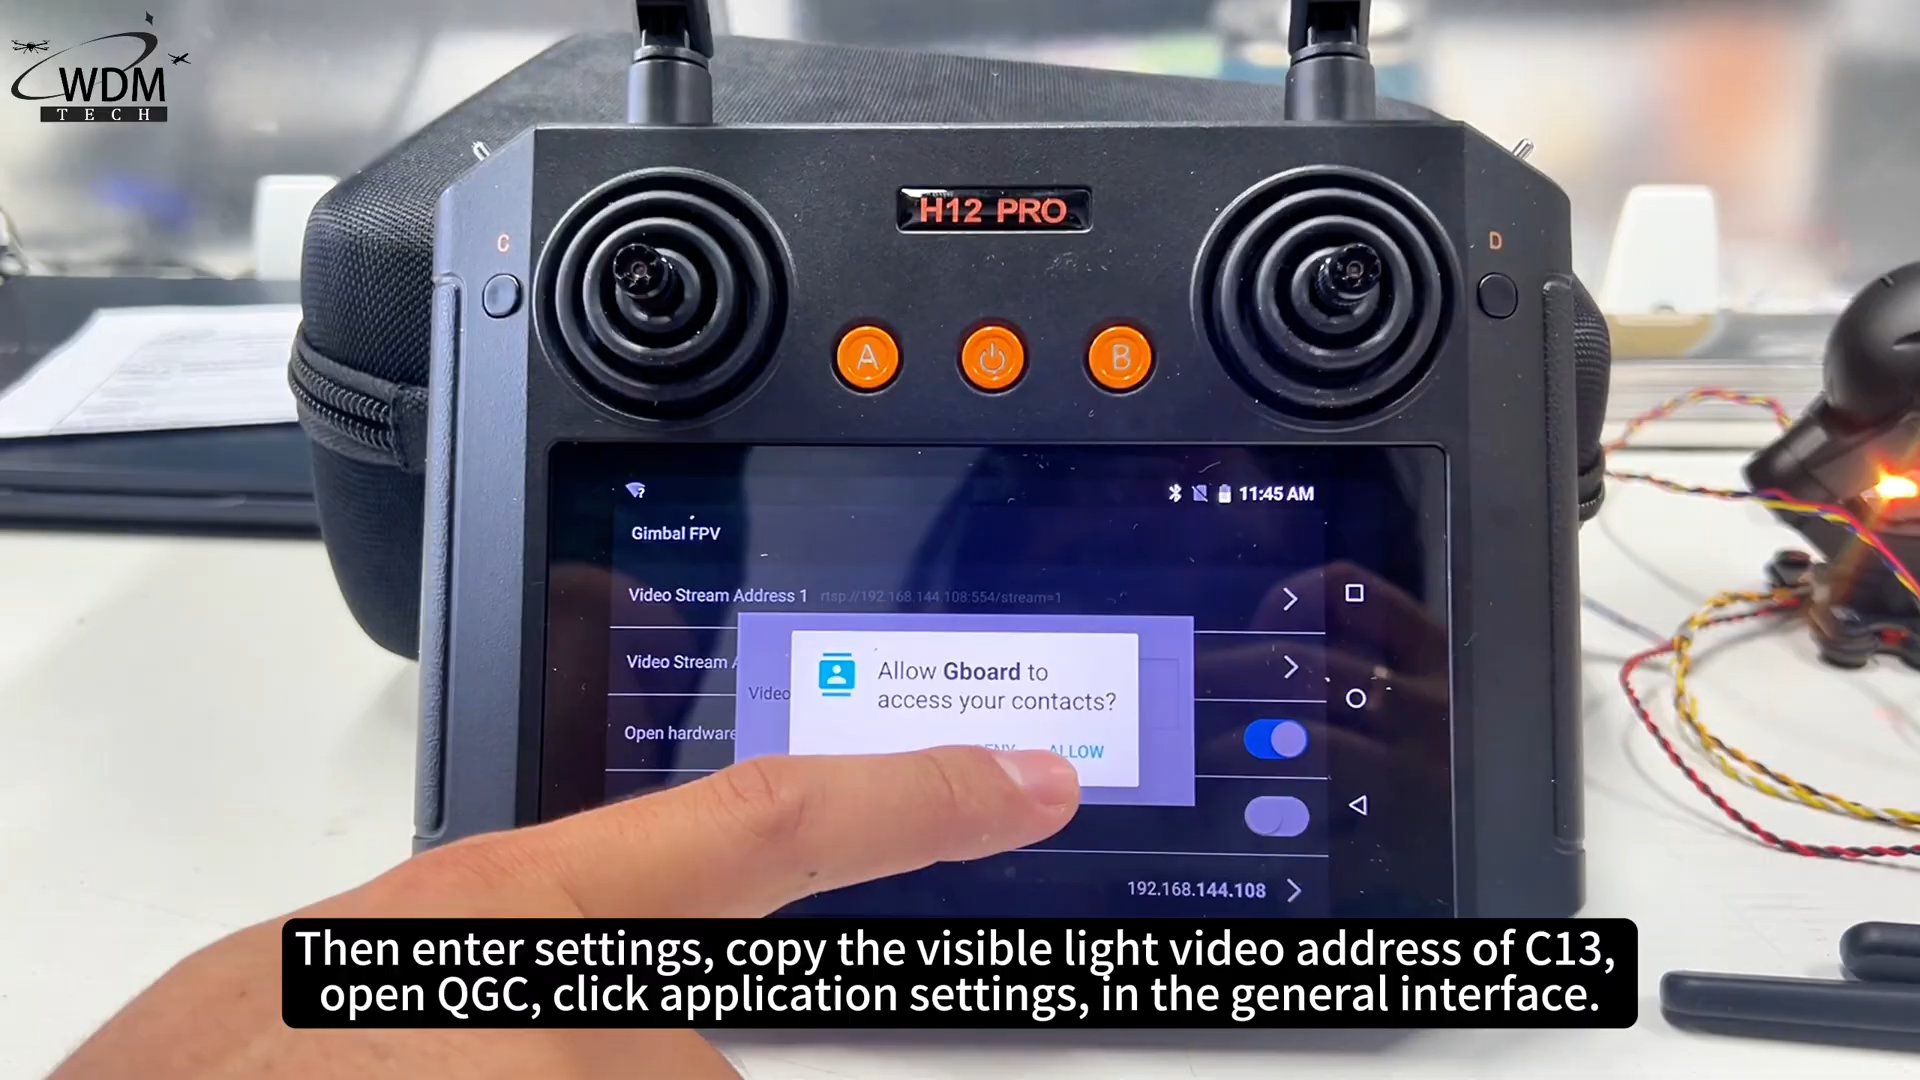 WDM
TECH
H12 PRO
C
D
A
B
11:45 AM
Gimbal FPV
Video Stream Address 1 rtsp://192.168.144.108:554/stream=1
Video Stream
Video
Allow Gboard to
access your contacts?
DENY ALLOW
Open hardware
192.168.144.108
Then enter settings, copy the visible light video address of C13,
open QGC, click application settings, in the general interface.